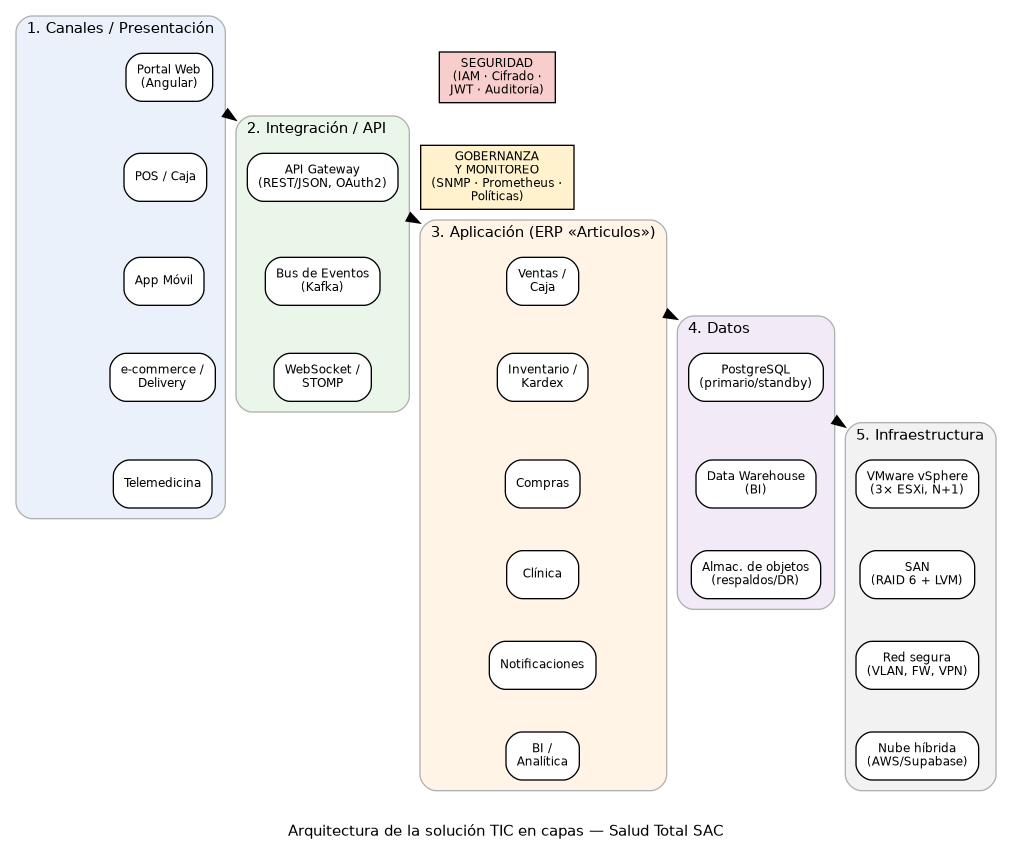 1. Canales / Presentación
Portal Web
(Angular)
POS / Caja
App Móvil
e-commerce /
Delivery
Telemedicina
2. Integración / API
API Gateway
(REST/JSON, OAuth2)
Bus de Eventos
(Kafka)
WebSocket /
STOMP
SEGURIDAD
(IAM · Cifrado ·
JWT · Auditoría)
GOBERNANZA
Y MONITOREO
(SNMP · Prometheus ·
Políticas)
3. Aplicación (ERP «Articulos»)
Ventas /
Caja
Inventario /
Kardex
Compras
Clínica
Notificaciones
BI /
Analítica
4. Datos
PostgreSQL
(primario/standby)
Data Warehouse
(BI)
Almac. de objetos
(respaldos/DR)
5. Infraestructura
VMware vSphere
(3× ESXi, N+1)
SAN
(RAID 6 + LVM)
Red segura
(VLAN, FW, VPN)
Nube híbrida
(AWS/Supabase)
Arquitectura de la solución TIC en capas — Salud Total SAC